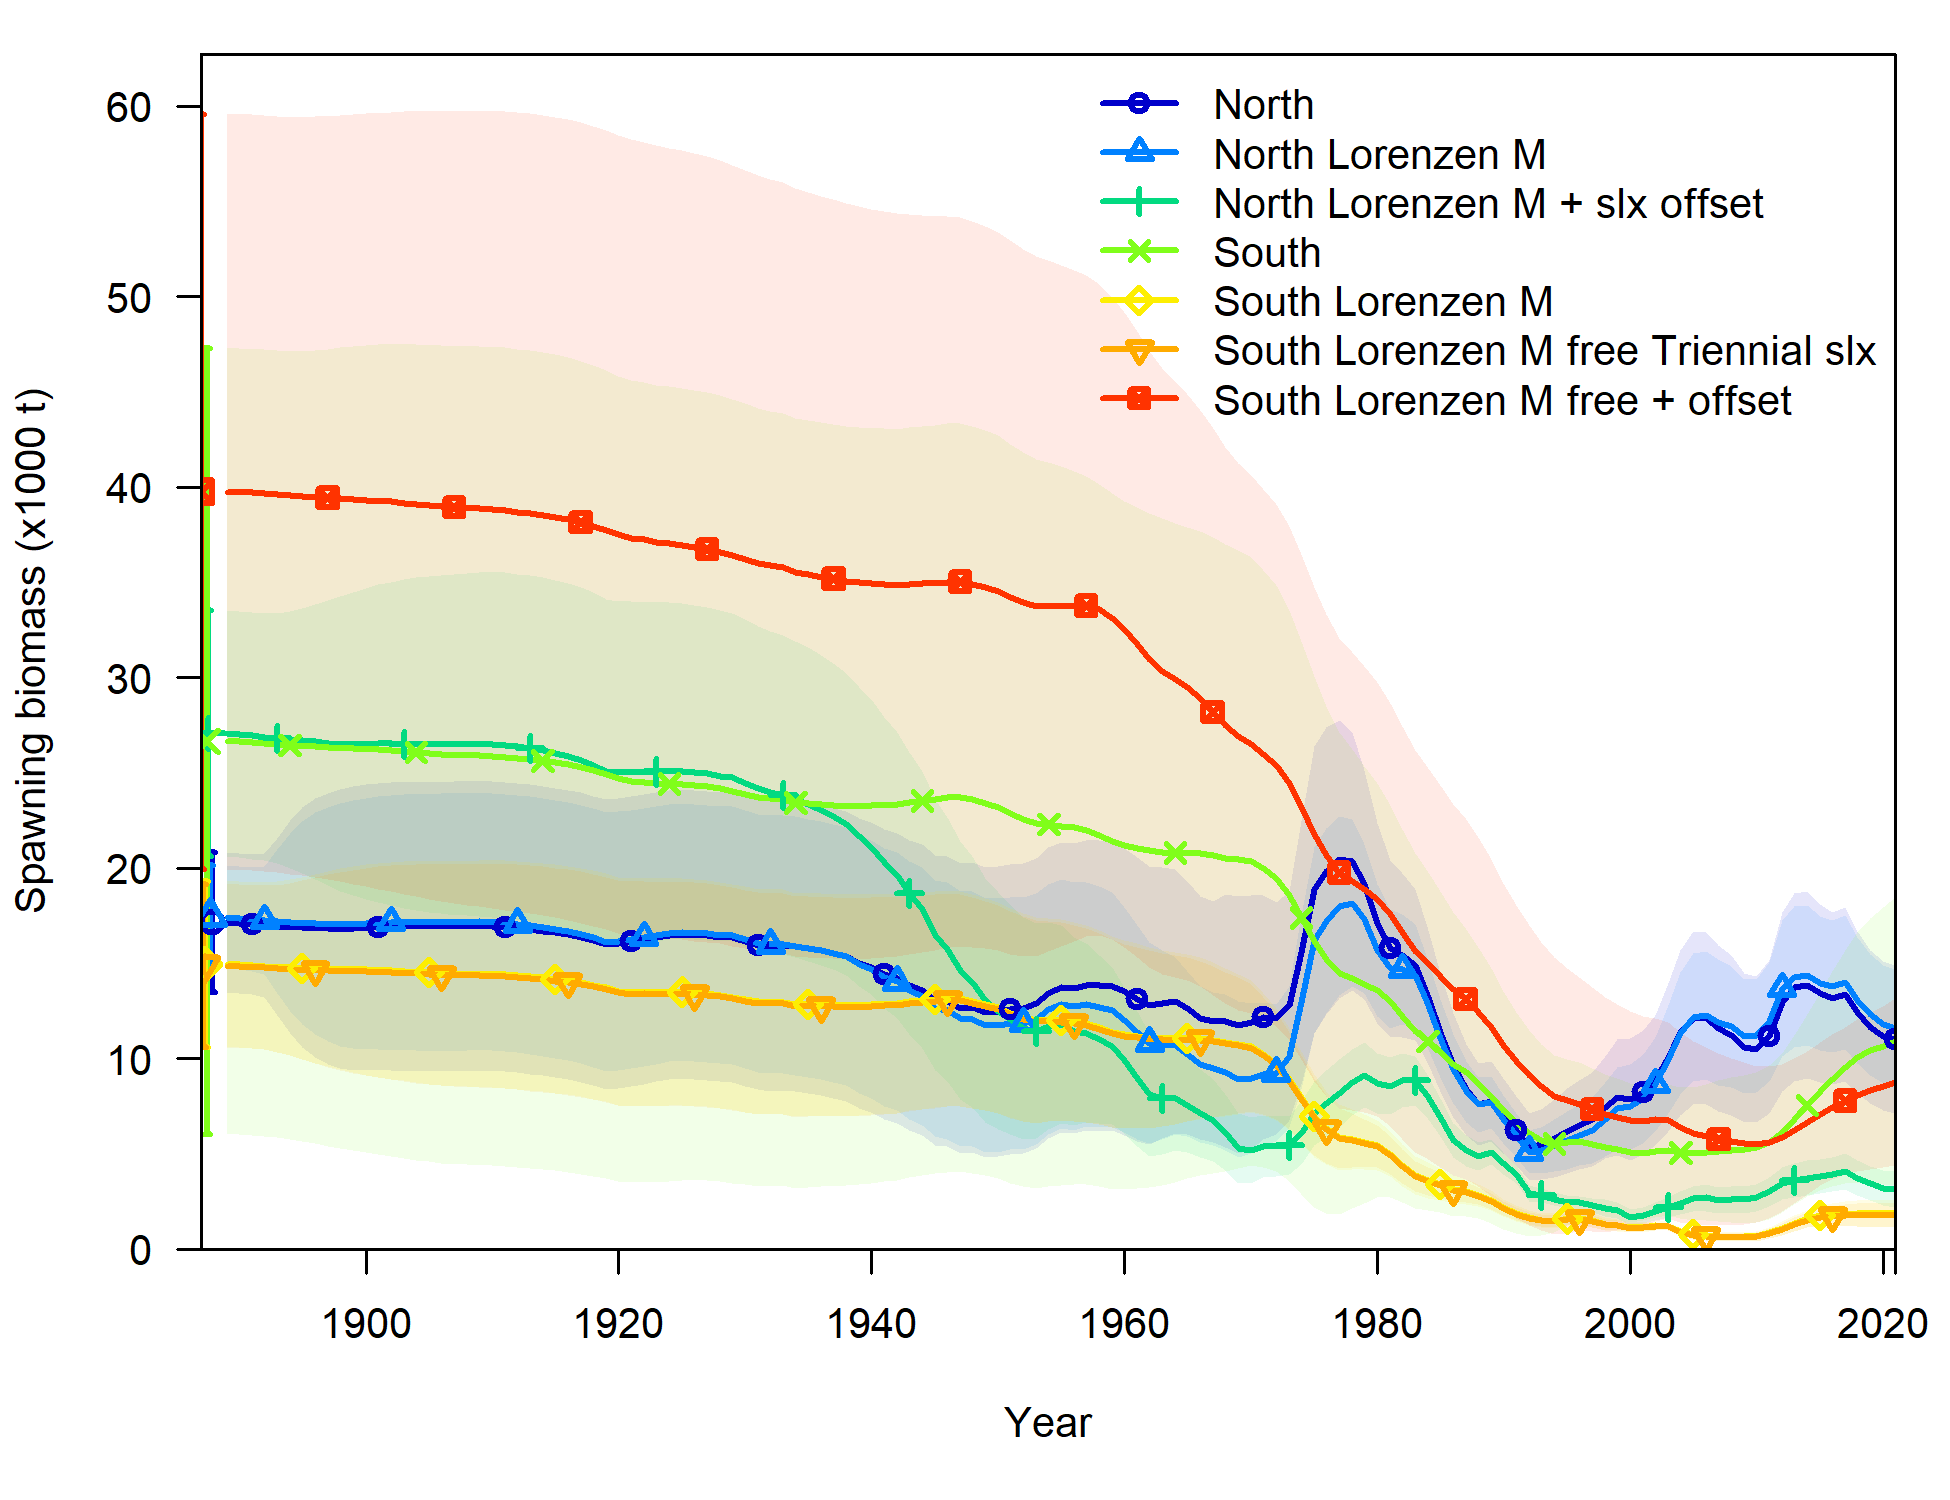 North
North Lorenzen M
North Lorenzen M + slx offset
South
South Lorenzen M
South Lorenzen M free Triennial slx
South Lorenzen M free + offset
Spawning biomass (x1000 t)
60
50
40
30
20
10
0
1900 1920 1940 1960 1980 2000 2020
Year